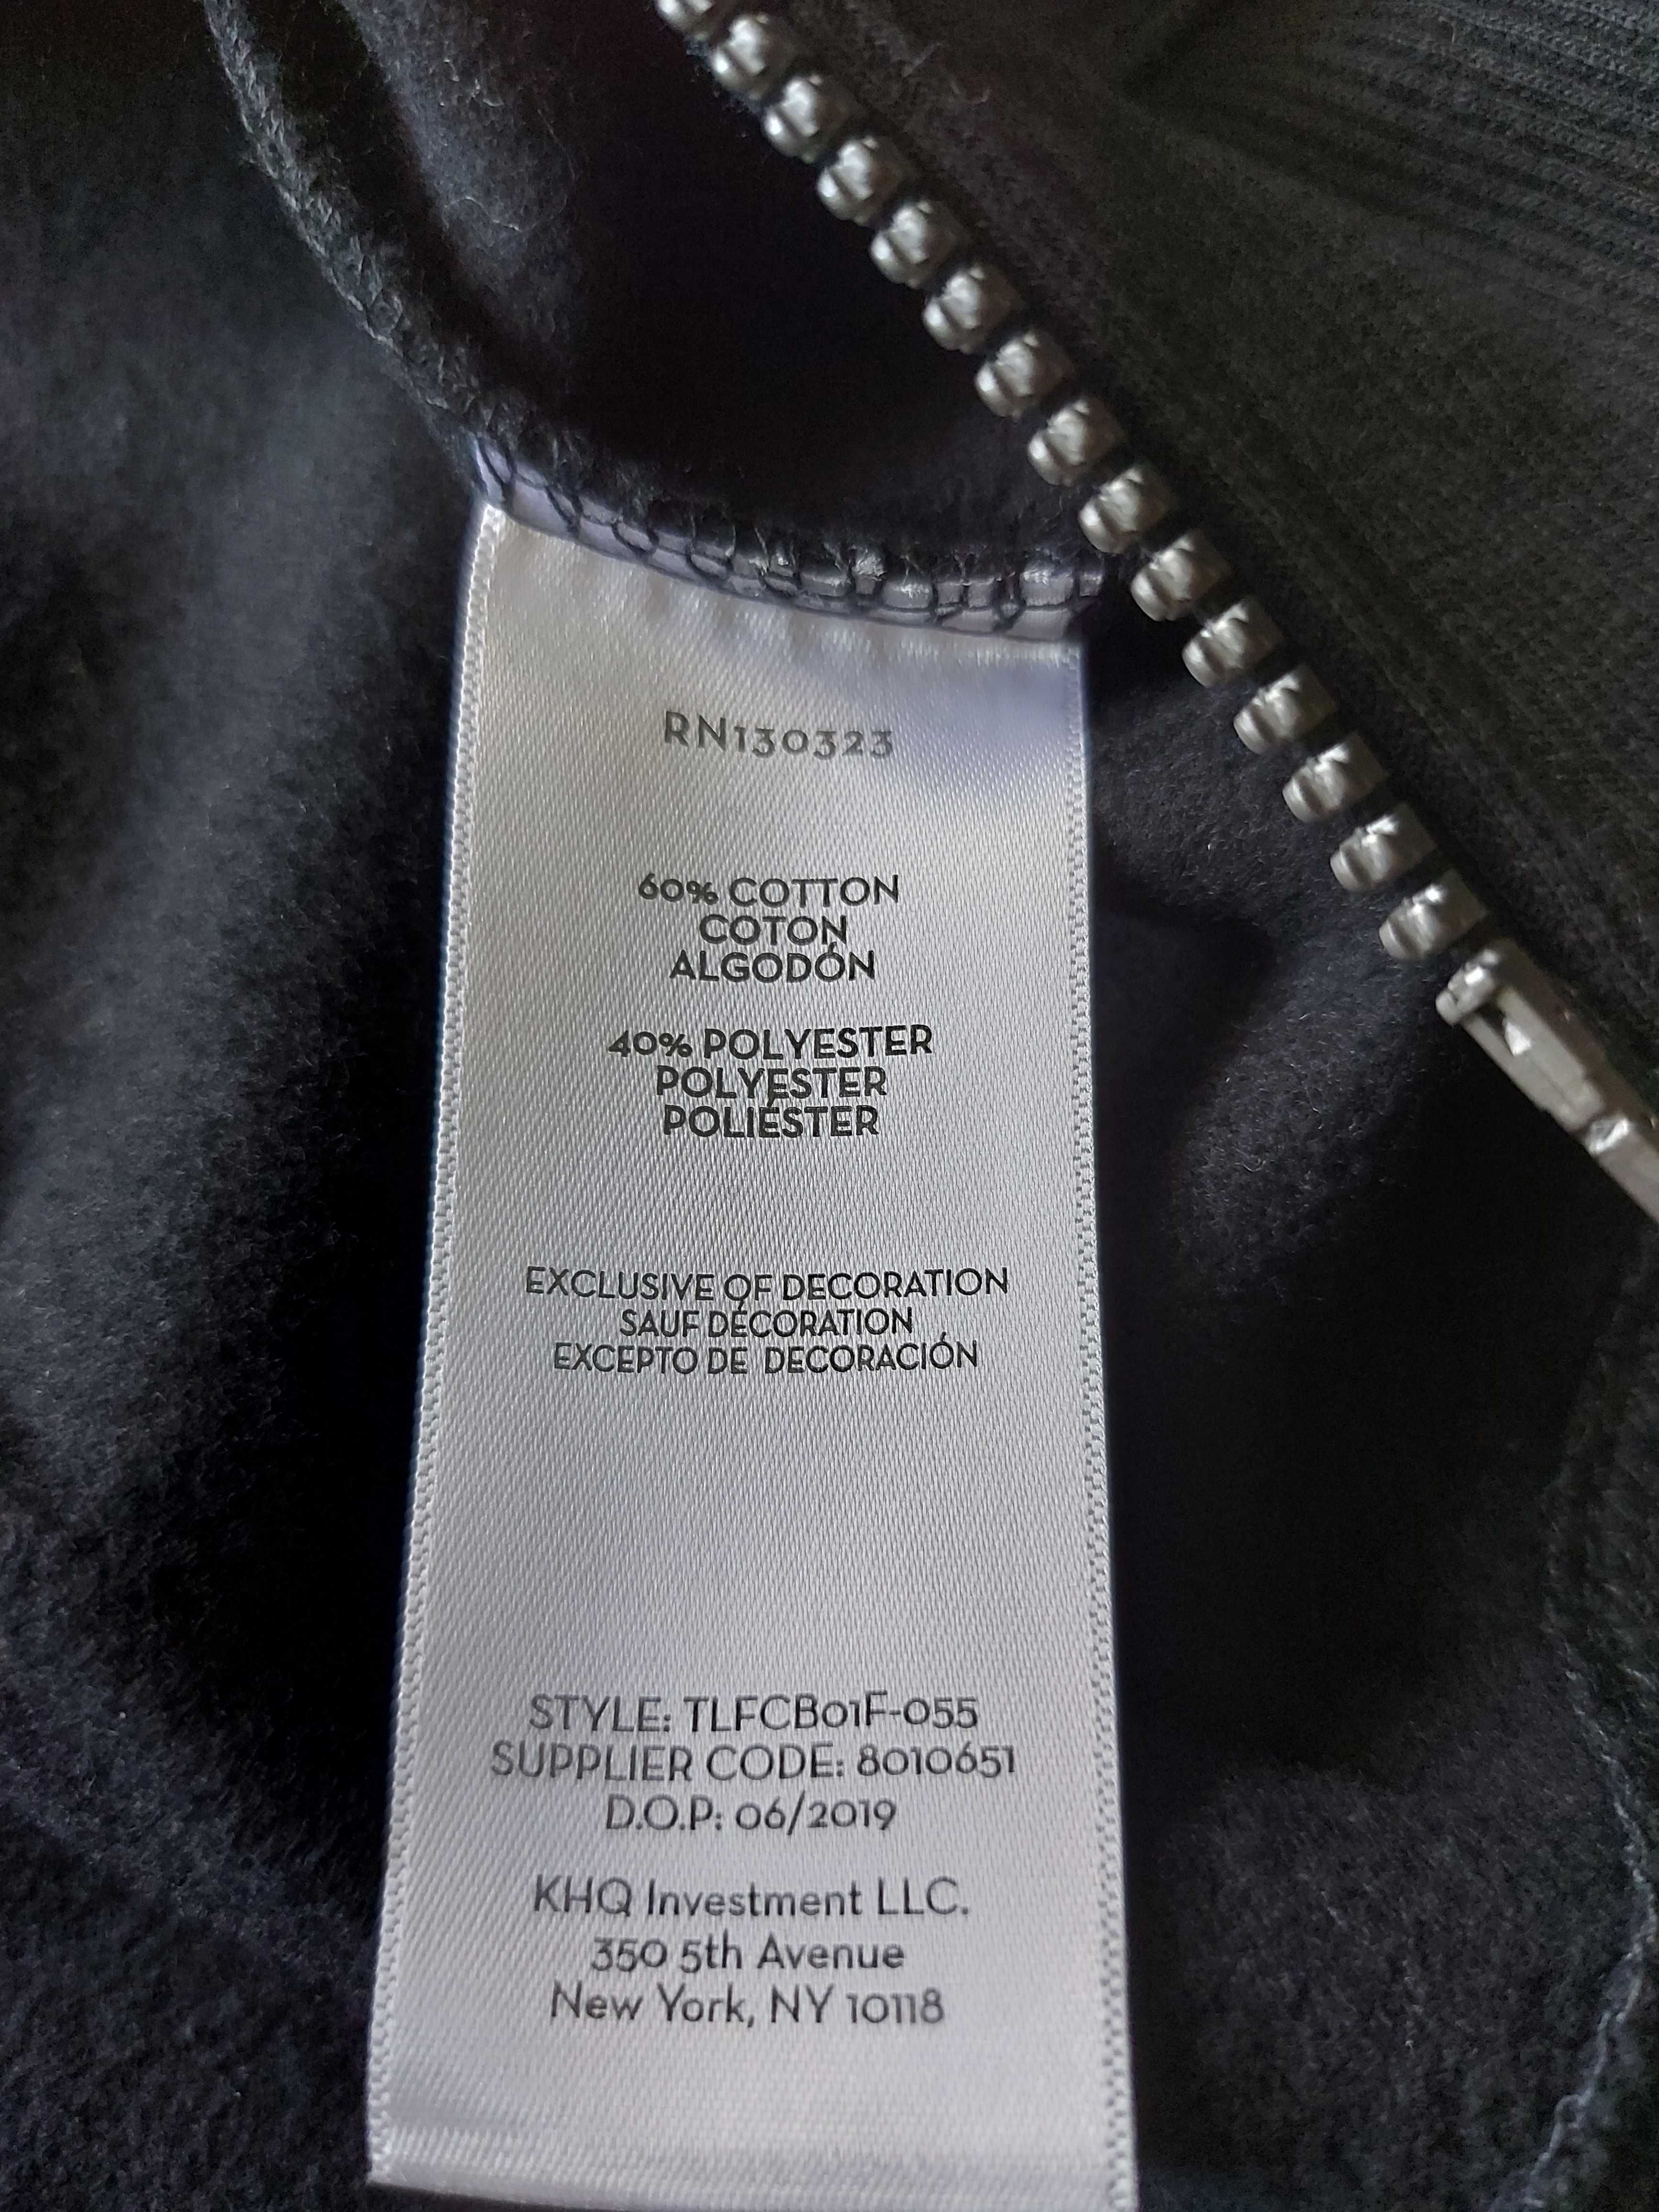 RN130323
60% COTTON
COTON
ALGODÓN
40% POLYESTER
POLYESTER
POLIÉSTER
EXCLUSIVE OF DECORATION
SAUF DÉCORATION
EXCEPTO DE DECORACIÓN
STYLE: TLFCB01F-055
SUPPLIER CODE: 8010651
D.O.P: 06/2019
KHQ Investment LLC.
350 5th Avenue
New York, NY 10118